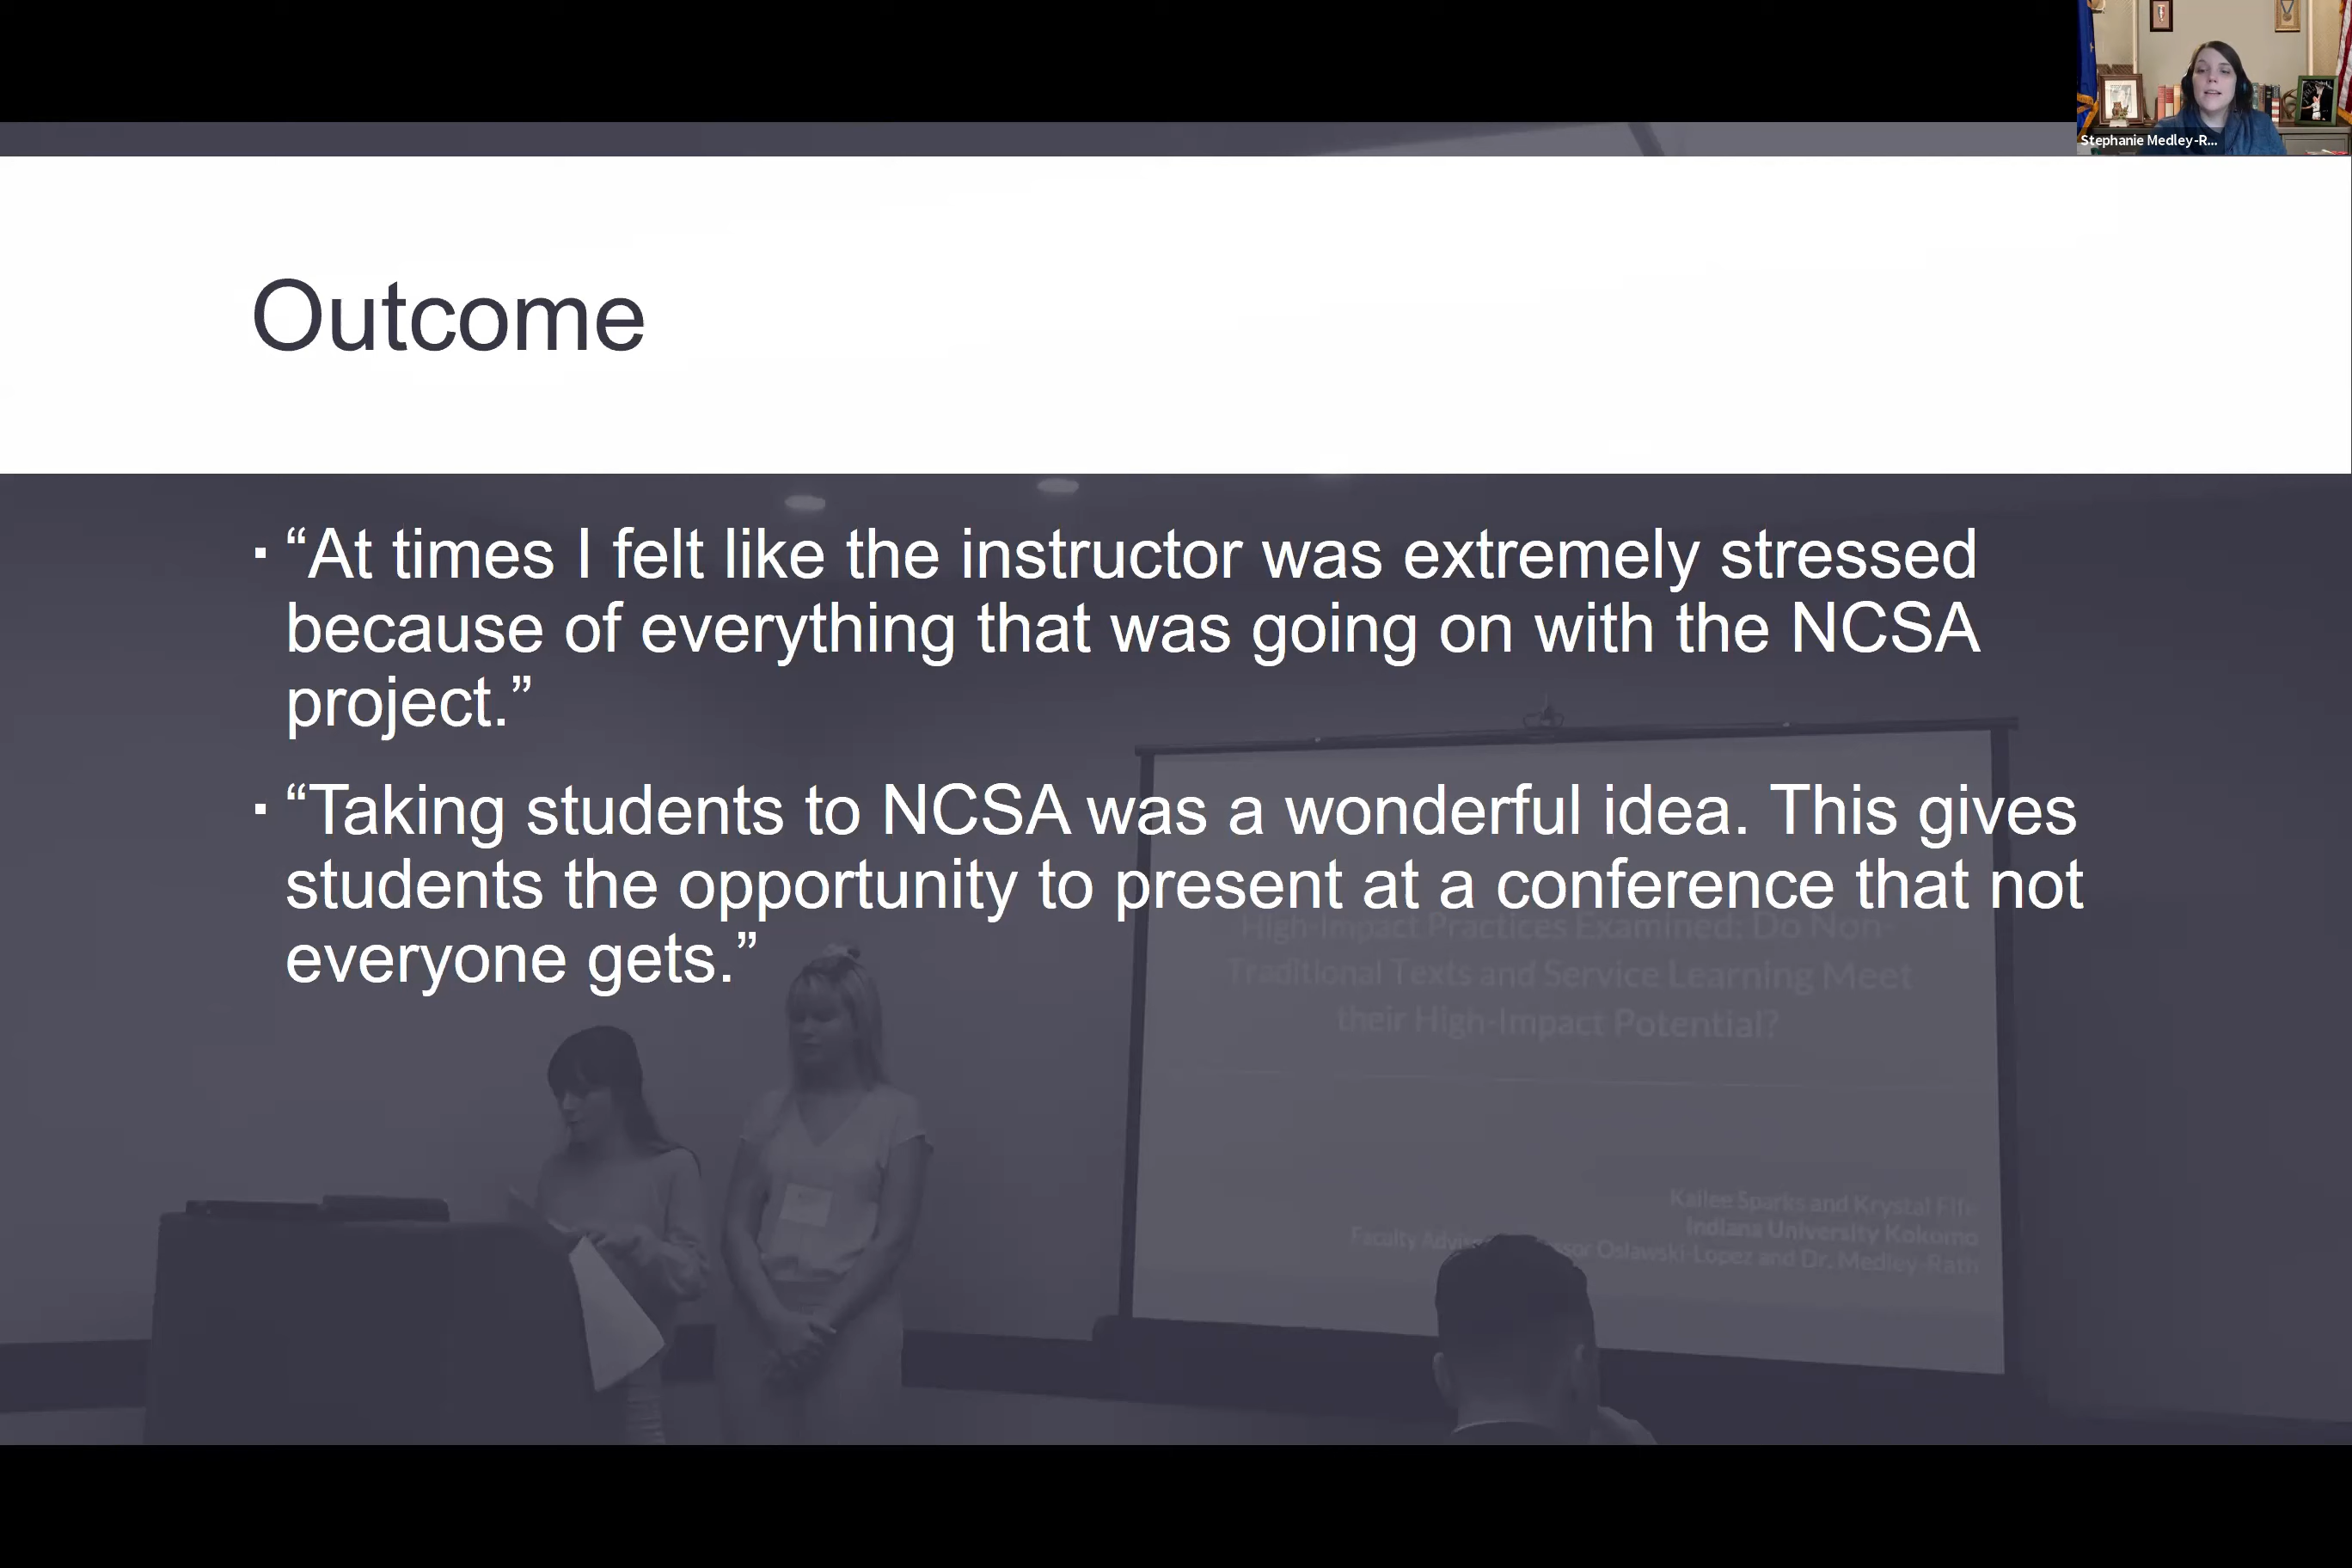 Stephanie Medley-R...
Outcome
▪ “At times I felt like the instructor was extremely stressed
because of everything that was going on with the NCSA
project.”
▪ “Taking students to NCSA was a wonderful idea. This gives
students the opportunity to present at a conference that not
everyone gets.”
High-Impact Practices Examined: Do Non-
Traditional Texts and Service Learning Meet
their High-Impact Potential?
Kailee Sparks and Krystal
Indiana University Kokomo
Faculty Oslawski-Lopez and Dr. Medley-Rath